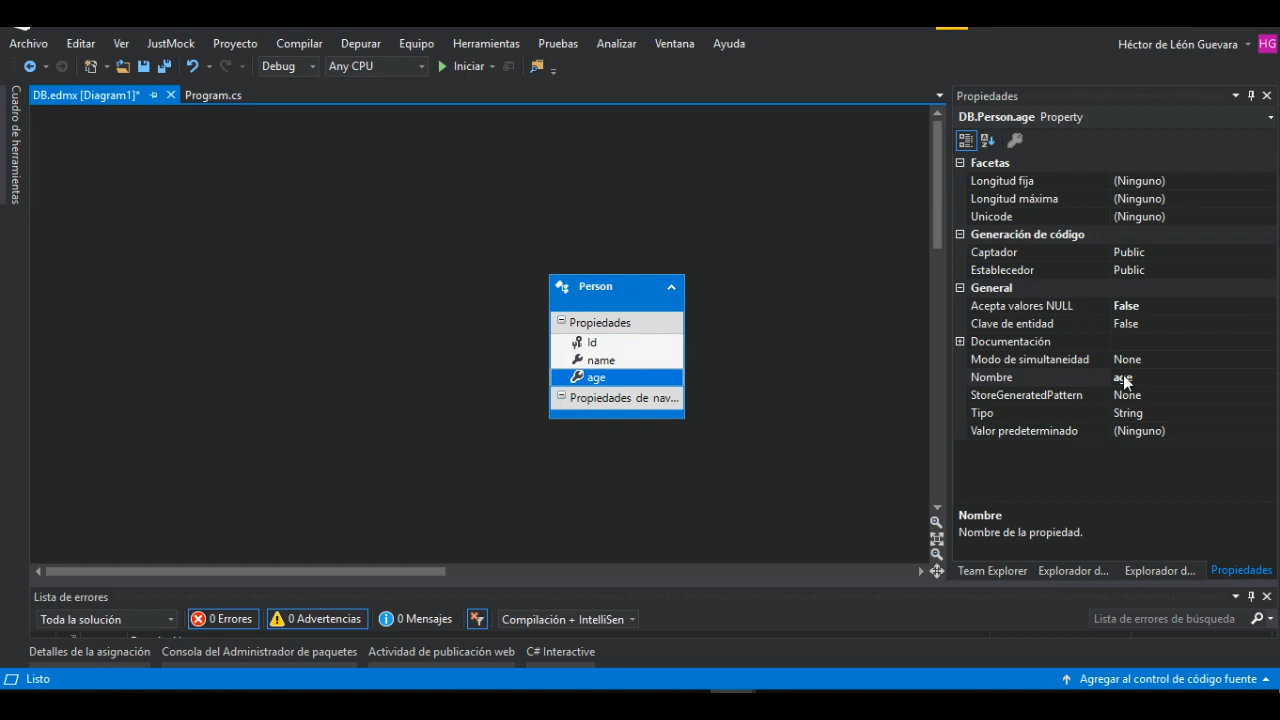 Archivo Editar Ver JustMock Proyecto Compilar Depurar Equipo Herramientas Pruebas Analizar Ventana Ayuda Héctor de León Guevara HG
Debug Any CPU Iniciar
Cuadro de herramientas
DB.edmx [Diagram1]* Program.cs
Person
Propiedades
Id
name
age
Propiedades de nav...
Propiedades
DB.Person.age Property
Facetas
Longitud fija (Ninguno)
Longitud máxima (Ninguno)
Unicode (Ninguno)
Generación de código
Captador Public
Establecedor Public
General
Acepta valores NULL False
Clave de entidad False
Documentación
Modo de simultaneidad None
Nombre age
StoreGeneratedPattern None
Tipo String
Valor predeterminado (Ninguno)
Nombre
Nombre de la propiedad.
Team Explorer Explorador d... Explorador d... Propiedades
Lista de errores
Toda la solución 0 Errores 0 Advertencias 0 Mensajes Compilación + IntelliSen Lista de errores de búsqueda
Detalles de la asignación Consola del Administrador de paquetes Actividad de publicación web C# Interactive
Listo Agregar al control de código fuente